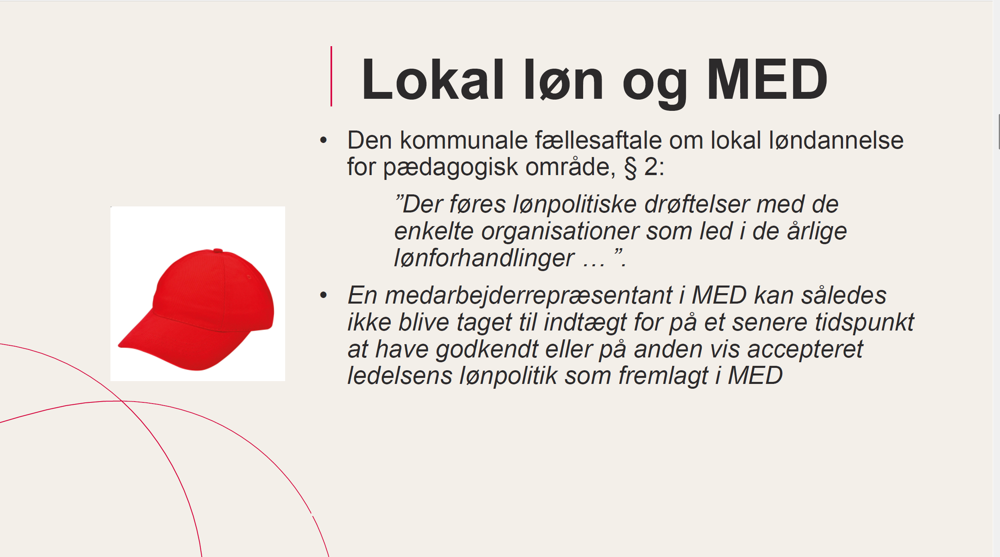 Lokal løn og MED
• Den kommunale fællesaftale om lokal løndannelse
for pædagogisk område, § 2:
”Der føres lønpolitiske drøftelser med de
enkelte organisationer som led i de årlige
lønforhandlinger … ”.
• En medarbejderrepræsentant i MED kan således
ikke blive taget til indtægt for på et senere tidspunkt
at have godkendt eller på anden vis accepteret
ledelsens lønpolitik som fremlagt i MED